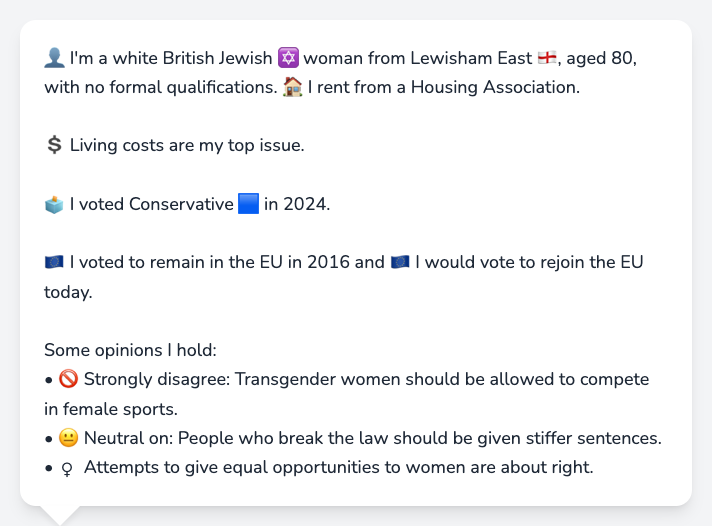 👤 I'm a white British Jewish ✡️ woman from Lewisham East 🏴󠁧󠁢󠁥󠁮󠁧󠁿, aged 80,
with no formal qualifications. 🏠 I rent from a Housing Association.
💲 Living costs are my top issue.
🗳️ I voted Conservative 🟦 in 2024.
🇪🇺 I voted to remain in the EU in 2016 and 🇪🇺 I would vote to rejoin the EU
today.
Some opinions I hold:
• 🚫 Strongly disagree: Transgender women should be allowed to compete
in female sports.
• 😐 Neutral on: People who break the law should be given stiffer sentences.
• ♀ Attempts to give equal opportunities to women are about right.